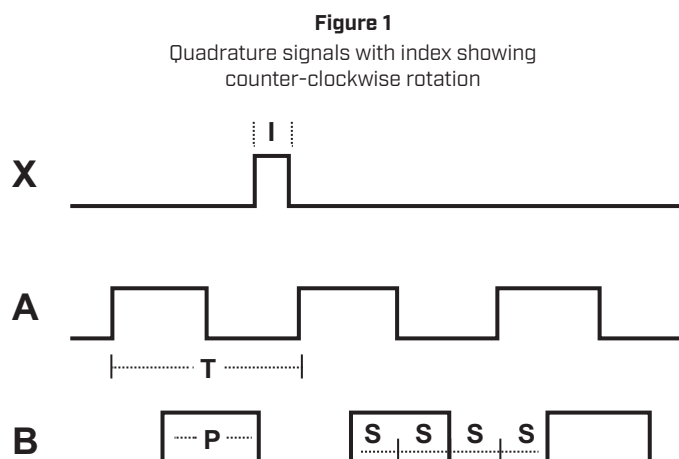 Figure 1
Quadrature signals with index showing
counter-clockwise rotation
I
X
A
T
B
P
S S S S